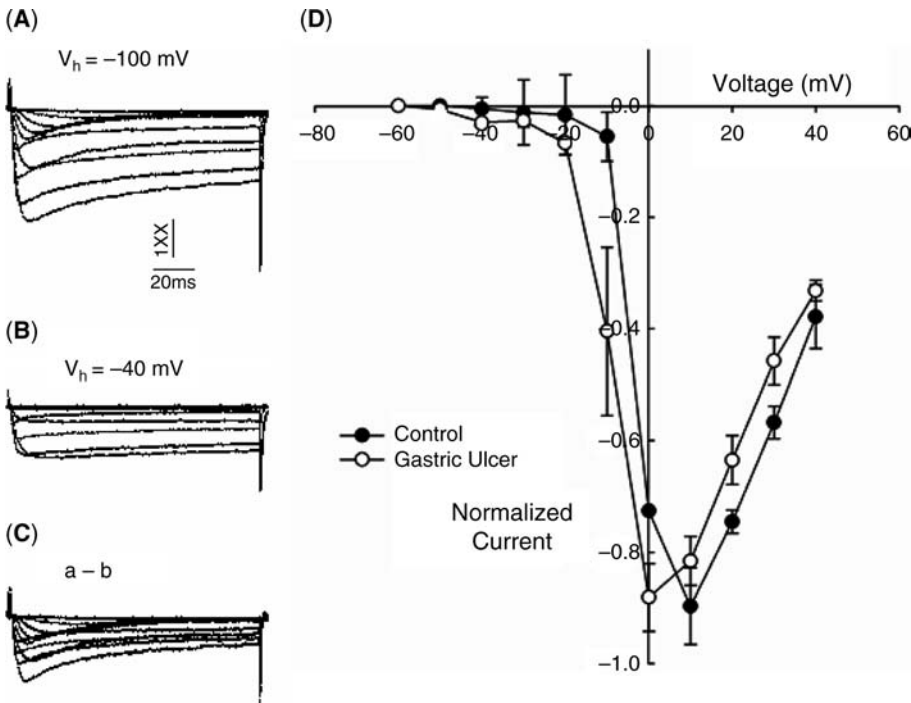 (A)
Vh = –100 mV
1XX
20ms
(B)
Vh = –40 mV
(C)
a – b
(D)
Voltage (mV)
0.0
–80
–60
–40
–20
0
20
40
60
–0.2
–0.4
–0.6
–0.8
–1.0
Control
Gastric Ulcer
Normalized
Current